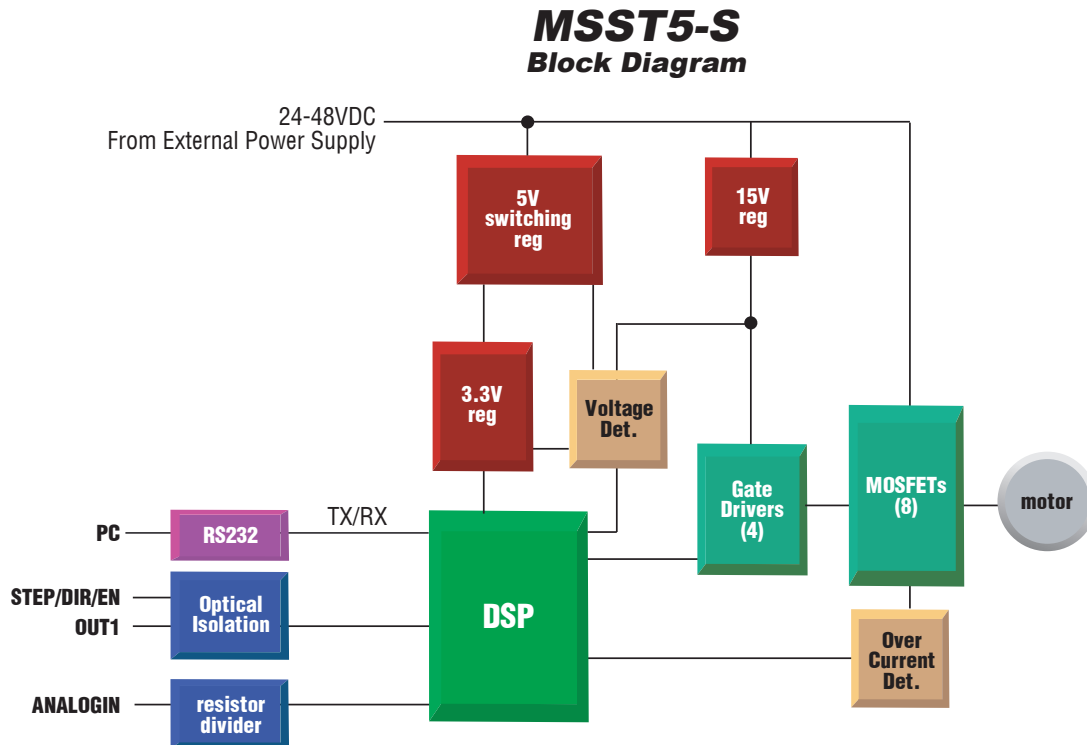 MSST5-S
Block Diagram
24-48VDC
From External Power Supply
5V
switching
reg
15V
reg
3.3V
reg
Voltage
Det.
Gate
Drivers
(4)
MOSFETs
(8)
motor
PC
RS232
TX/RX
STEP/DIR/EN
OUT1
Optical
Isolation
DSP
Over
Current
Det.
ANALOGIN
resistor
divider